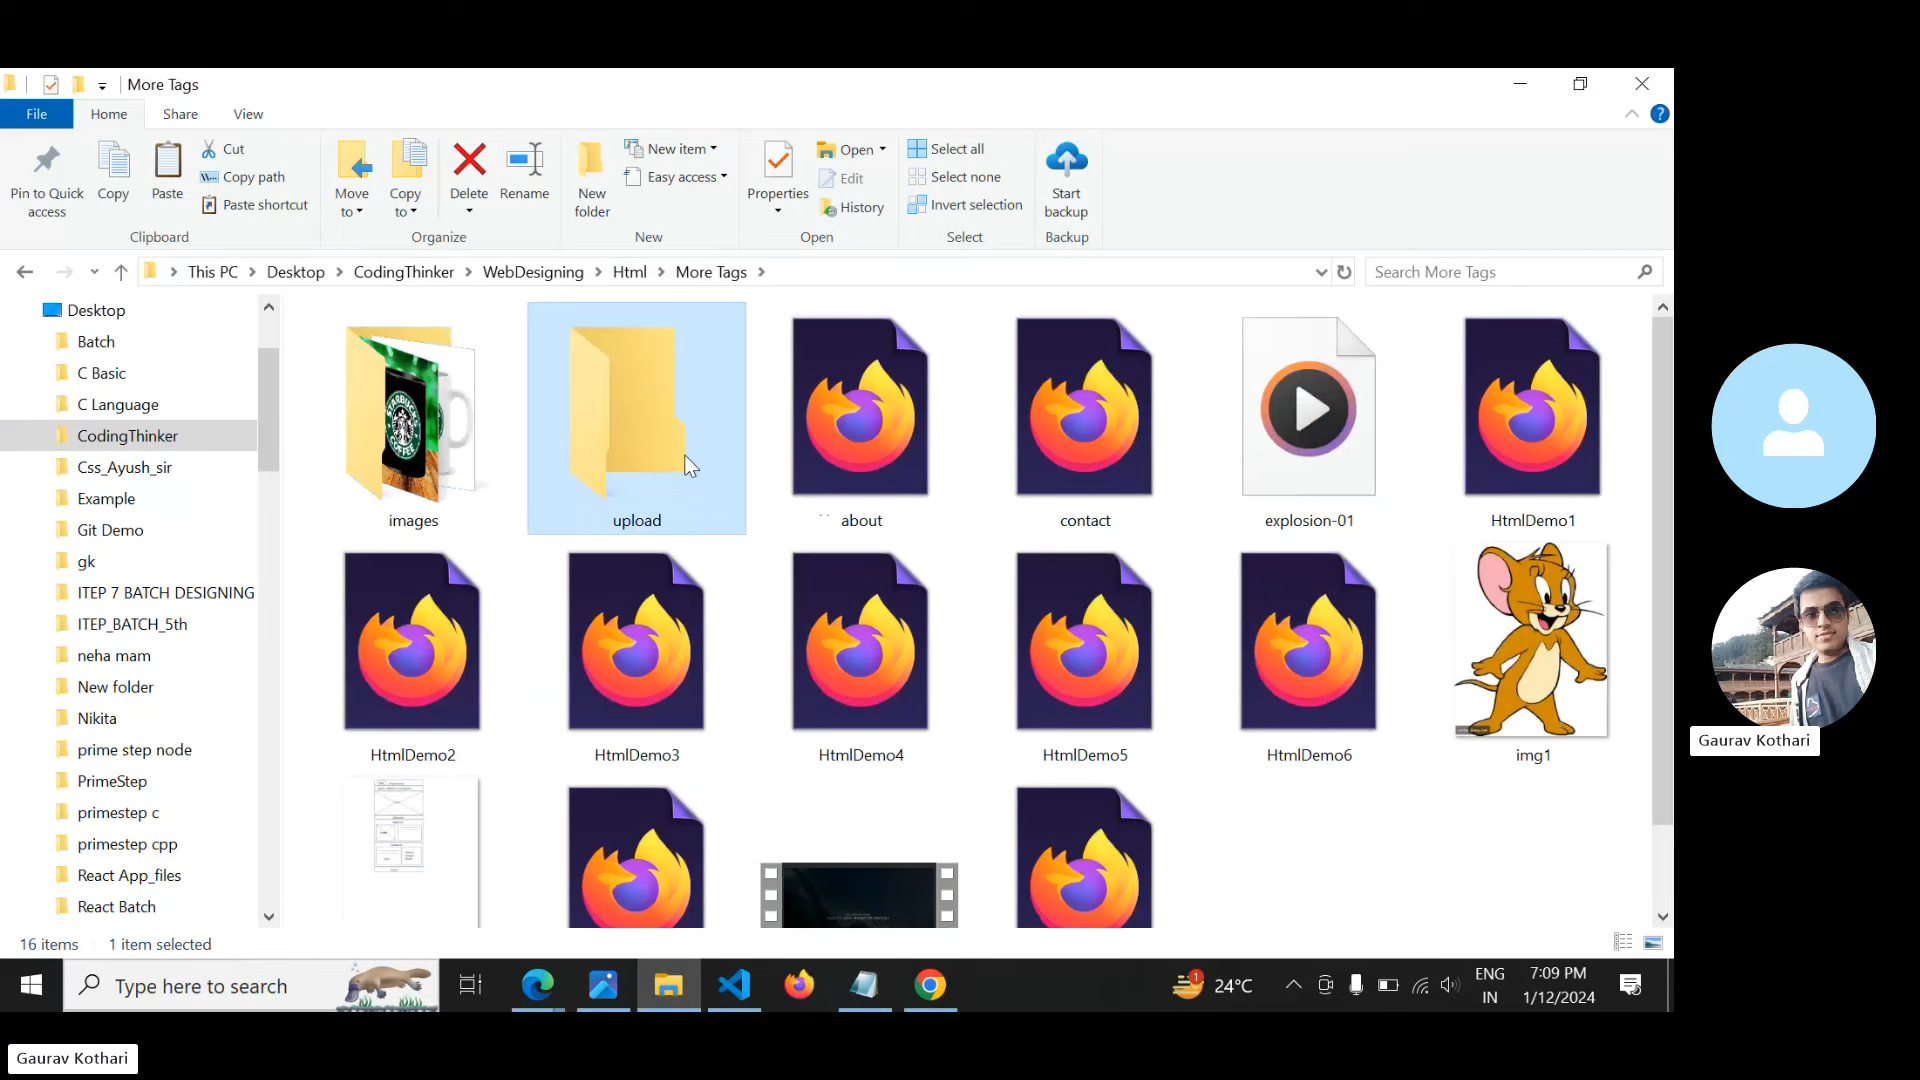 More Tags
File
Home
Share
View
?
Pin to Quick
access
Copy
Paste
Cut
Copy path
Paste shortcut
Clipboard
Move
to
Copy
to
Delete
Rename
Organize
New
folder
New item
Easy access
New
Properties
Open
Edit
History
Open
Select all
Select none
Invert selection
Select
Start
backup
Backup
This PC
Desktop
CodingThinker
WebDesigning
Html
More Tags
Search More Tags
Desktop
Batch
C Basic
C Language
CodingThinker
Css_Ayush_sir
Example
Git Demo
gk
ITEP 7 BATCH DESIGNING
ITEP_BATCH_5th
neha mam
New folder
Nikita
prime step node
PrimeStep
primestep c
primestep cpp
React App_files
React Batch
STARBUCKS
COFFEE
images
upload
about
contact
explosion-01
HtmlDemo1
HtmlDemo2
HtmlDemo3
HtmlDemo4
HtmlDemo5
HtmlDemo6
img1
16 items
1 item selected
Type here to search
1
24°C
ENG
IN
7:09 PM
1/12/2024
Gaurav Kothari
Gaurav Kothari